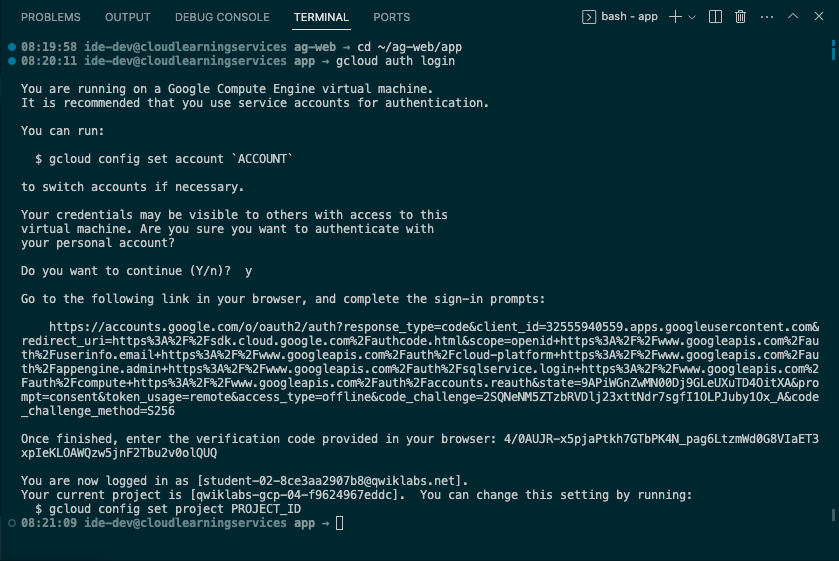 PROBLEMS OUTPUT DEBUG CONSOLE TERMINAL PORTS bash - app
08:19:58 ide-dev@cloudlearningservices ag-web → cd ~/ag-web/app
08:20:11 ide-dev@cloudlearningservices app → gcloud auth login
You are running on a Google Compute Engine virtual machine.
It is recommended that you use service accounts for authentication.
You can run:
$ gcloud config set account `ACCOUNT`
to switch accounts if necessary.
Your credentials may be visible to others with access to this
virtual machine. Are you sure you want to authenticate with
your personal account?
Do you want to continue (Y/n)?  y
Go to the following link in your browser, and complete the sign-in prompts:
https://accounts.google.com/o/oauth2/auth?response_type=code&client_id=32555940559.apps.googleusercontent.com&
redirect_uri=https%3A%2F%2Fsdk.cloud.google.com%2Fauthcode.html&scope=openid+https%3A%2F%2Fwww.googleapis.com%2Fau
th%2Fuserinfo.email+https%3A%2F%2Fwww.googleapis.com%2Fauth%2Fcloud-platform+https%3A%2F%2Fwww.googleapis.com%2Fau
th%2Fappengine.admin+https%3A%2F%2Fwww.googleapis.com%2Fauth%2Fsqlservice.login+https%3A%2F%2Fwww.googleapis.com%2
Fauth%2Fcompute+https%3A%2F%2Fwww.googleapis.com%2Fauth%2Faccounts.reauth&state=9APiWGnZwMN00Dj9GLeUXuTD4OitXA&pro
mpt=consent&token_usage=remote&access_type=offline&code_challenge=2SQNeNM5ZTzbRVDlj23xttNdr7sgfI1OLPJuby1Ox_A&code
_challenge_method=S256
Once finished, enter the verification code provided in your browser: 4/0AUJR-x5pjaPtkh7GTbPK4N_pag6LtzmWd0G8VIaET3
xpIeKLOAWQzw5jnF2Tbu2v0olQUQ
You are now logged in as [student-02-8ce3aa2907b8@qwiklabs.net].
Your current project is [qwiklabs-gcp-04-f9624967eddc].  You can change this setting by running:
$ gcloud config set project PROJECT_ID
08:21:09 ide-dev@cloudlearningservices app →